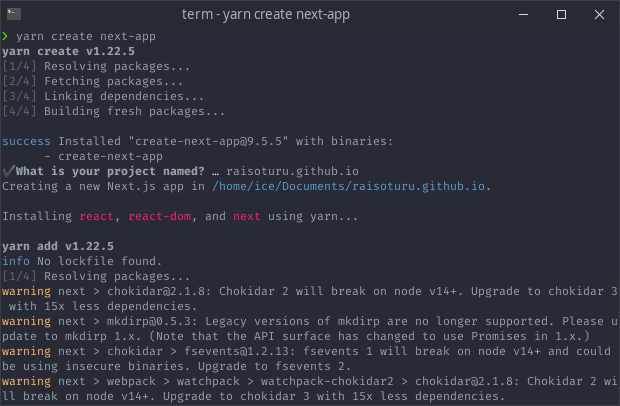 term - yarn create next-app
❯ yarn create next-app
yarn create v1.22.5
[1/4] Resolving packages...
[2/4] Fetching packages...
[3/4] Linking dependencies...
[4/4] Building fresh packages...
success Installed "create-next-app@9.5.5" with binaries:
- create-next-app
✔What is your project named? … raisoturu.github.io
Creating a new Next.js app in /home/ice/Documents/raisoturu.github.io.
Installing react, react-dom, and next using yarn...
yarn add v1.22.5
info No lockfile found.
[1/4] Resolving packages...
warning next > chokidar@2.1.8: Chokidar 2 will break on node v14+. Upgrade to chokidar 3
with 15x less dependencies.
warning next > mkdirp@0.5.3: Legacy versions of mkdirp are no longer supported. Please u
pdate to mkdirp 1.x. (Note that the API surface has changed to use Promises in 1.x.)
warning next > chokidar > fsevents@1.2.13: fsevents 1 will break on node v14+ and could
be using insecure binaries. Upgrade to fsevents 2.
warning next > webpack > watchpack > watchpack-chokidar2 > chokidar@2.1.8: Chokidar 2 wi
ll break on node v14+. Upgrade to chokidar 3 with 15x less dependencies.